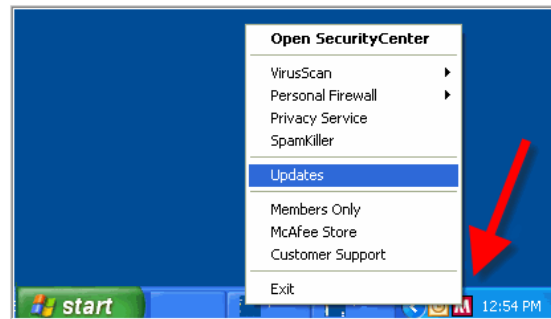 Open SecurityCenter
VirusScan
Personal Firewall
Privacy Service
SpamKiller
Updates
Members Only
McAfee Store
Customer Support
Exit
start
M 12:54 PM